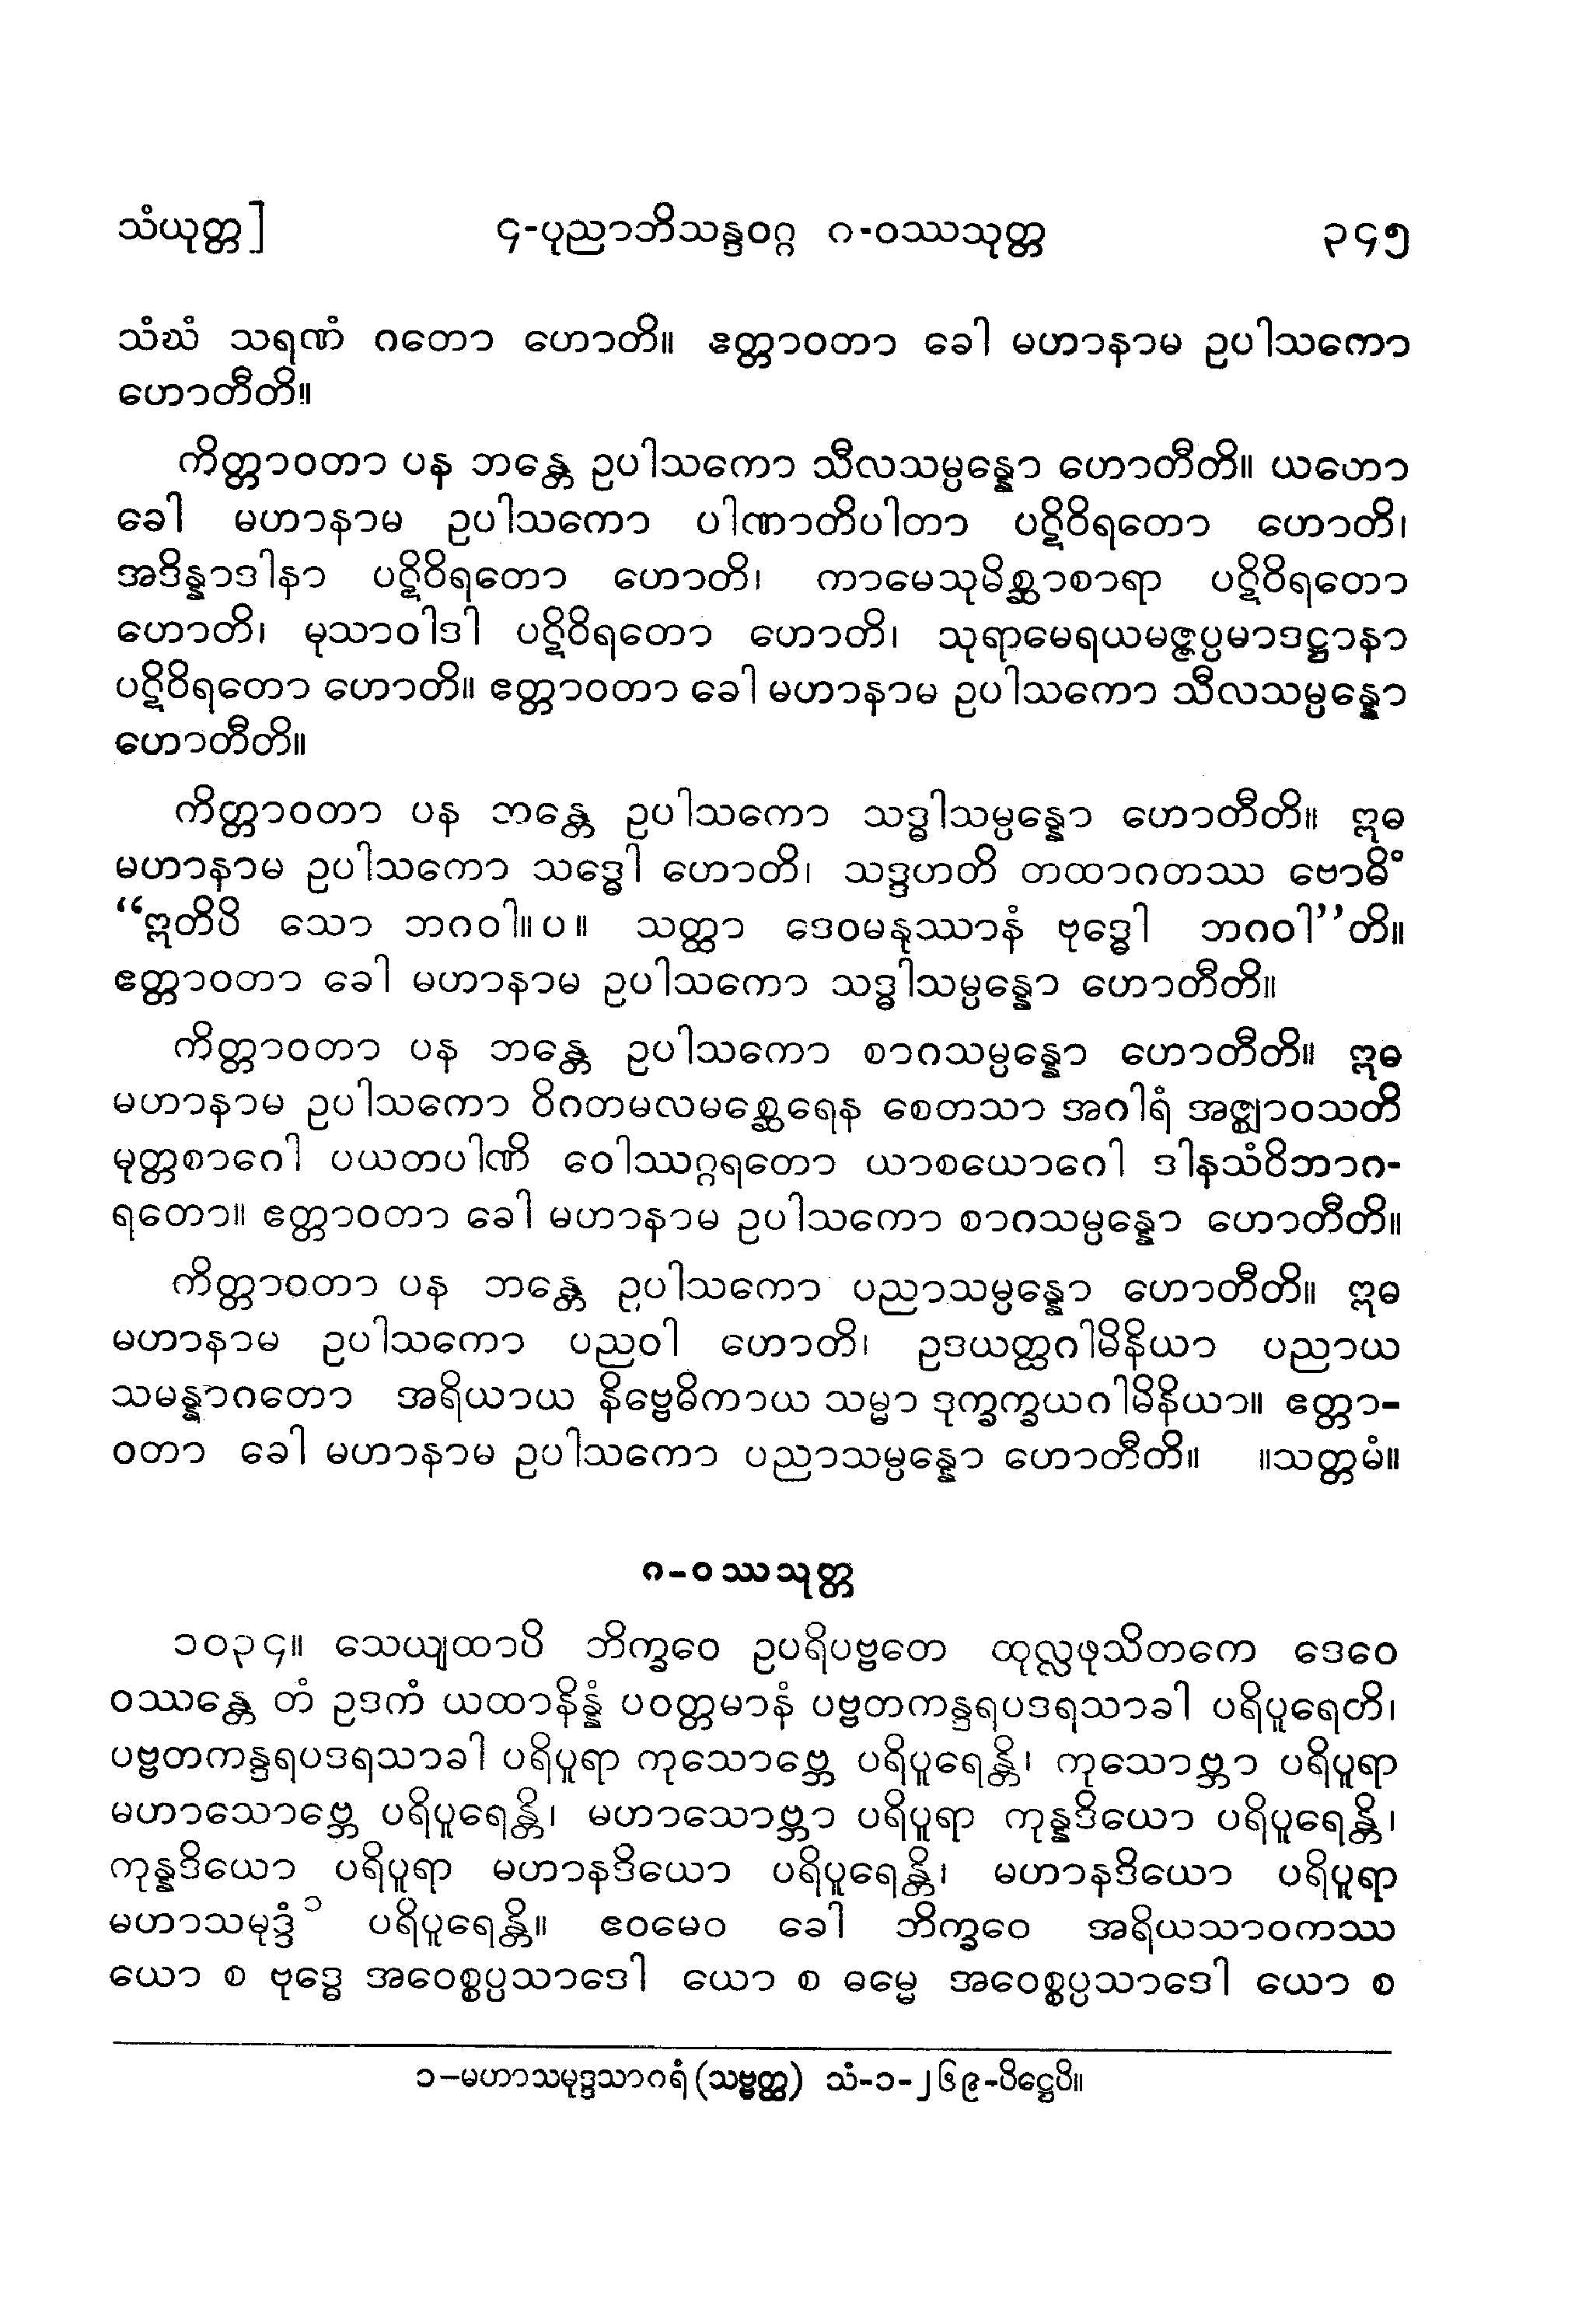 သံယုတ္တ] ၄-ပုညာဘိသန္ဒဝဂ္ဂ ဂ-ဝဿသုတ္တ ၃၄၅
သံဃံ သရဏံ ဂတော ဟောတိ။ ဧတ္တာဝတာ ခေါ မဟာနာမ ဥပါသကော
ဟောတီတိ။
ကိတ္တာဝတာ ပန ဘန္တေ ဥပါသကော သီလသမ္ပန္နော ဟောတီတိ။ ယဟော
ခေါ မဟာနာမ ဥပါသကော ပါဏာတိပါတာ ပဋိဝိရတော ဟောတိ၊
အဒိန္နာဒါနာ ပဋိဝိရတော ဟောတိ၊ ကာမေသုမိစ္ဆာစာရာ ပဋိဝိရတော
ဟောတိ၊ မုသာဝါဒါ ပဋိဝိရတော ဟောတိ၊ သုရာမေရယမဇ္ဇပ္ပမာဒဋ္ဌာနာ
ပဋိဝိရတော ဟောတိ။ ဧတ္တာဝတာ ခေါ မဟာနာမ ဥပါသကော သီလသမ္ပန္နော
ဟောတီတိ။
ကိတ္တာဝတာ ပန ဘန္တေ ဥပါသကော သဒ္ဓါသမ္ပန္နော ဟောတီတိ။ ဣဓ
မဟာနာမ ဥပါသကော သဒ္ဓေါ ဟောတိ၊ သဒ္ဒဟတိ တထာဂတဿ ဗောဓိံ
“ဣတိပိ သော ဘဂဝါ။ပ။ သတ္ထာ ဒေဝမနုဿာနံ ဗုဒ္ဓေါ ဘဂဝါ”တိ။
ဧတ္တာဝတာ ခေါ မဟာနာမ ဥပါသကော သဒ္ဓါသမ္ပန္နော ဟောတီတိ။
ကိတ္တာဝတာ ပန ဘန္တေ ဥပါသကော စာဂသမ္ပန္နော ဟောတီတိ။ ဣဓ
မဟာနာမ ဥပါသကော ဝိဂတမလမစ္ဆေရေန စေတသာ အဂါရံ အဇ္ဈာဝသတိ
မုတ္တစာဂေါ ပယတပါဏိ ဝေါဿဂ္ဂရတော ယာစယောဂေါ ဒါနသံဝိဘာဂ-
ရတော။ ဧတ္တာဝတာ ခေါ မဟာနာမ ဥပါသကော စာဂသမ္ပန္နော ဟောတီတိ။
ကိတ္တာဝတာ ပန ဘန္တေ ဥပါသကော ပညာသမ္ပန္နော ဟောတီတိ။ ဣဓ
မဟာနာမ ဥပါသကော ပညဝါ ဟောတိ၊ ဥဒယတ္ထဂါမိနိယာ ပညာယ
သမန္နာဂတော အရိယာယ နိဗ္ဗေဓိကာယ သမ္မာ ဒုက္ခက္ခယဂါမိနိယာ။ ဧတ္တာ-
ဝတာ ခေါ မဟာနာမ ဥပါသကော ပညာသမ္ပန္နော ဟောတီတိ။ ။သတ္တမံ။
ဂ-ဝဿသုတ္တ
၁၀၃၄။ သေယျထာပိ ဘိက္ခဝေ ဥပရိပဗ္ဗတေ ထုလ္လဖုသိတကေ ဒေဝေ
ဝဿန္တေ တံ ဥဒကံ ယထာနိန္နံ ပဝတ္တမာနံ ပဗ္ဗတကန္ဒရပဒရသာခါ ပရိပူရေတိ၊
ပဗ္ဗတကန္ဒရပဒရသာခါ ပရိပူရာ ကုသောဗ္ဘေ ပရိပူရေန္တိ၊ ကုသောဗ္ဘာ ပရိပူရာ
မဟာသောဗ္ဘေ ပရိပူရေန္တိ၊ မဟာသောဗ္ဘာ ပရိပူရာ ကုန္နဒိယော ပရိပူရေန္တိ၊
ကုန္နဒိယော ပရိပူရာ မဟာနဒိယော ပရိပူရေန္တိ၊ မဟာနဒိယော ပရိပူရာ
မဟာသမုဒ္ဒံ ၁ ပရိပူရေန္တိ။ ဧဝမေဝ ခေါ ဘိက္ခဝေ အရိယသာဝကဿ
ယော စ ဗုဒ္ဓေ အဝေစ္စပ္ပသာဒေါ ယော စ ဓမ္မေ အဝေစ္စပ္ပသာဒေါ ယော စ
၁–မဟာသမုဒ္ဒသာဂရံ (သဗ္ဗတ္ထ) သံ-၁-၂၆၉-ပိဋ္ဌေပိ။